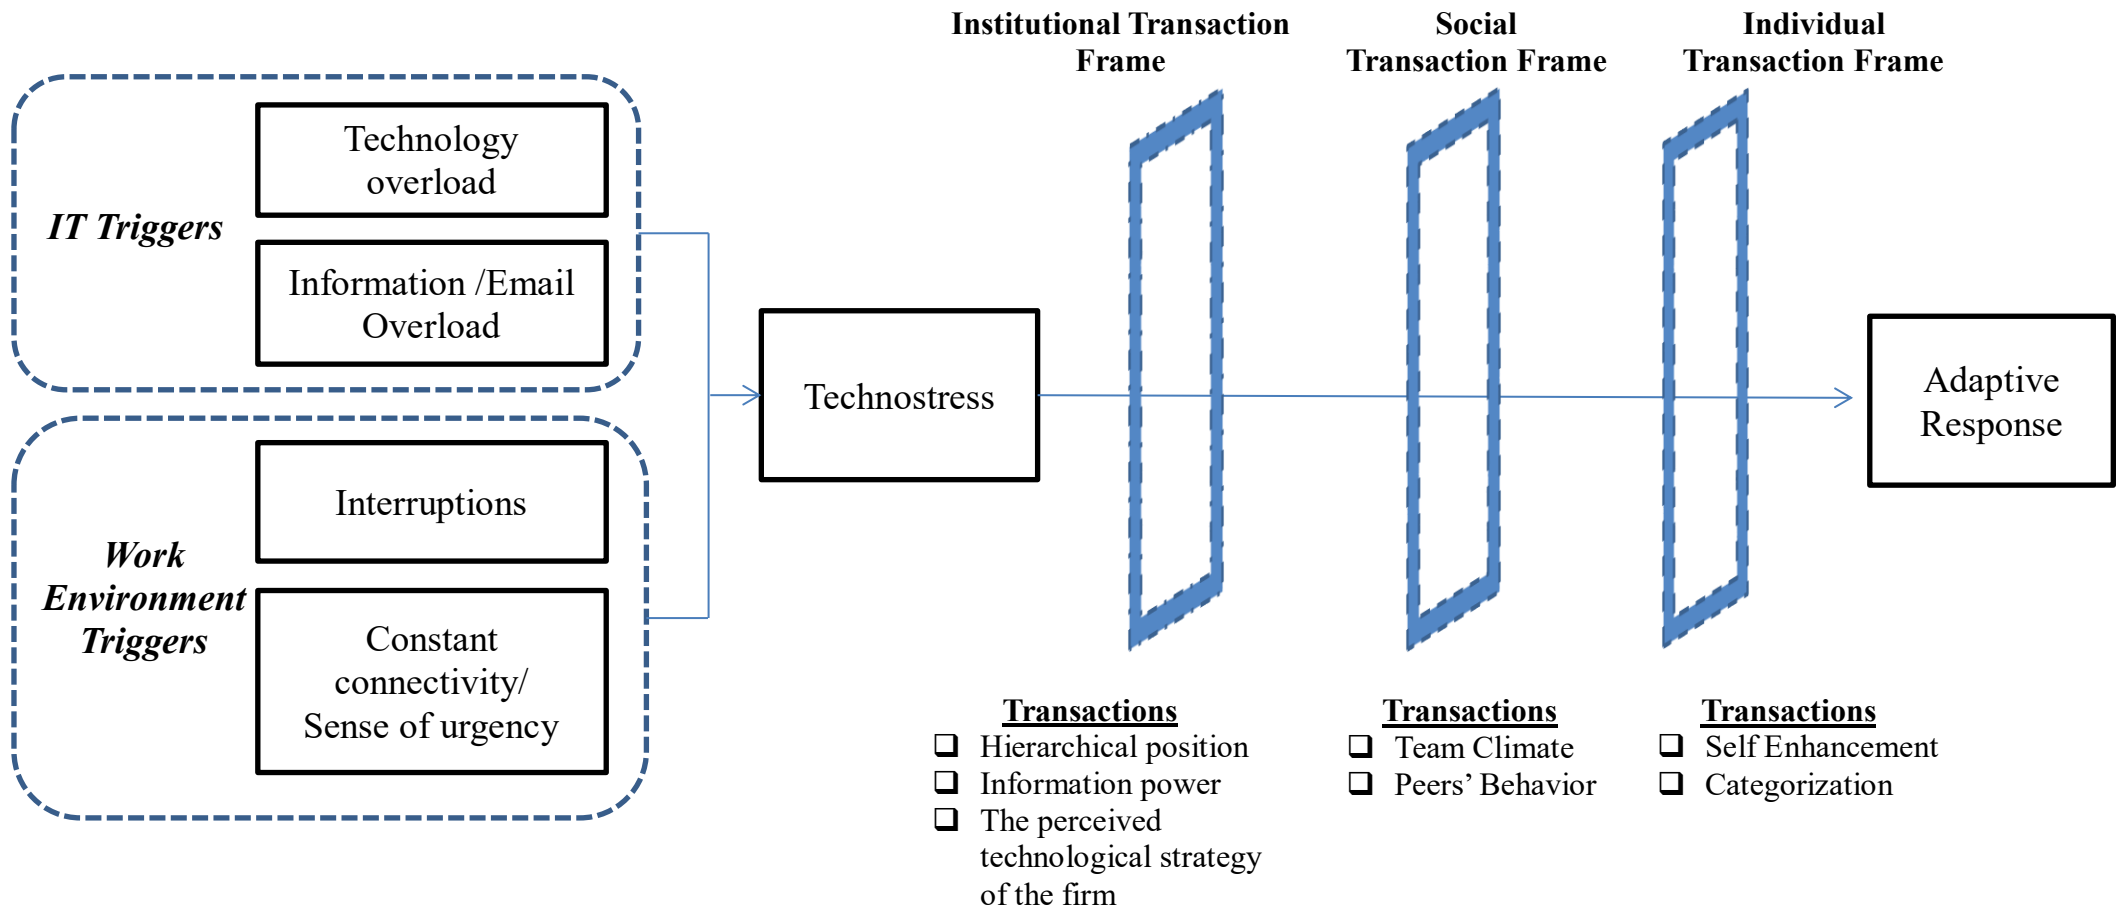 Institutional Transaction
Frame
Social
Transaction Frame
Individual
Transaction Frame
IT Triggers
Technology
overload
Information /Email
Overload
Work
Environment
Triggers
Interruptions
Constant
connectivity/
Sense of urgency
Technostress
Adaptive
Response
Transactions
❑ Hierarchical position
❑ Information power
❑ The perceived
technological strategy
of the firm
Transactions
❑ Team Climate
❑ Peers’ Behavior
Transactions
❑ Self Enhancement
❑ Categorization